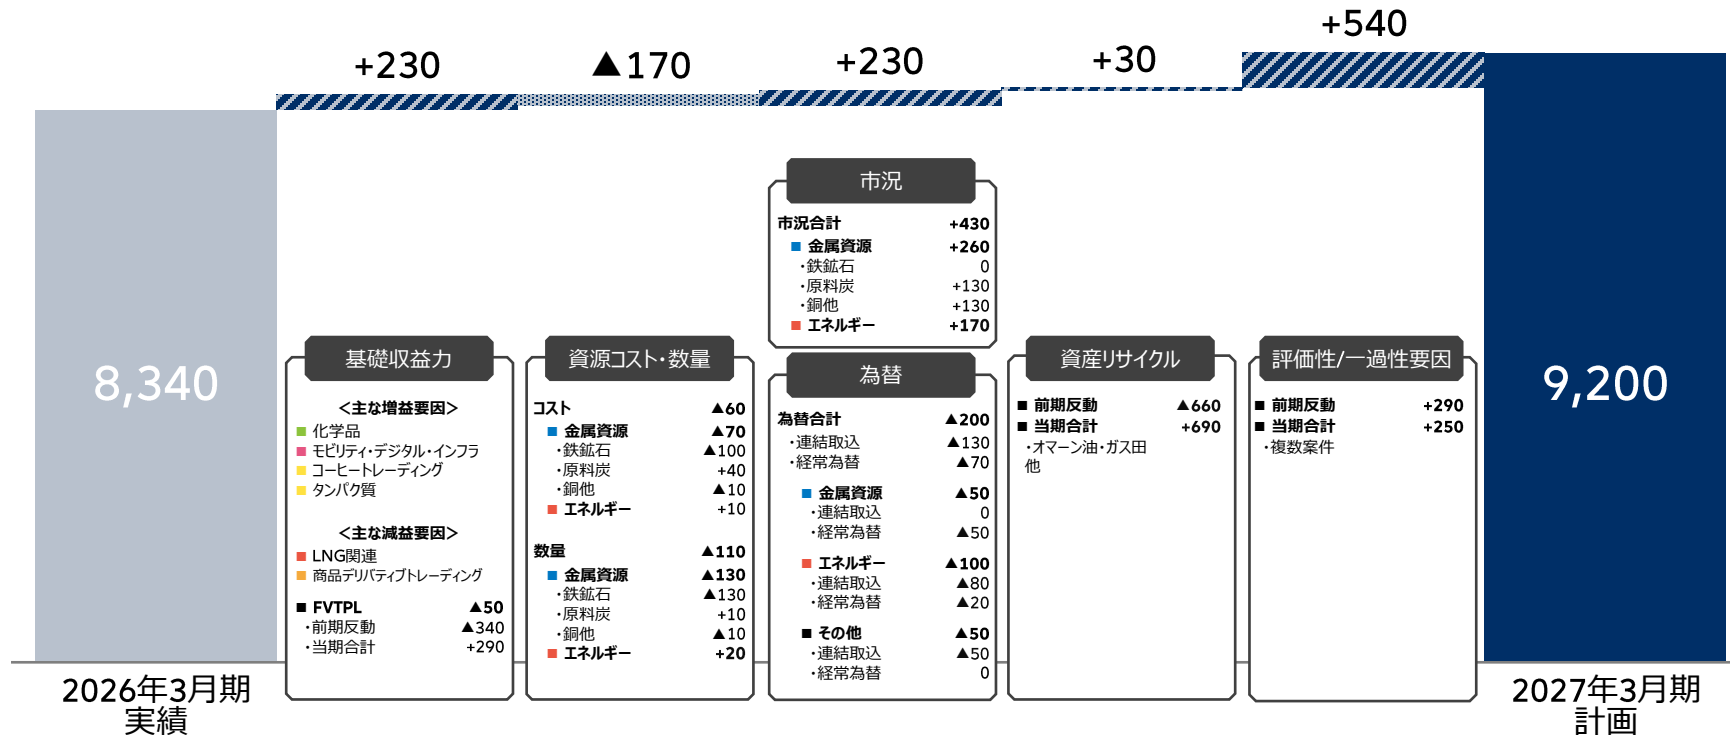 +230
▲170
+230
+30
+540
8,340
9,200
2026年3月期
実績
2027年3月期
計画
基礎収益力
<主な増益要因>
■ 化学品
■ モビリティ・デジタル・インフラ
■ コーヒートレーディング
■ タンパク質
<主な減益要因>
■ LNG関連
■ 商品デリバティブトレーディング
■ FVTPL ▲50
・前期反動 ▲340
・当期合計 +290
資源コスト・数量
コスト ▲60
■ 金属資源 ▲70
・鉄鉱石 ▲100
・原料炭 +40
・銅他 ▲10
■ エネルギー +10
数量 ▲110
■ 金属資源 ▲130
・鉄鉱石 ▲130
・原料炭 +10
・銅他 ▲10
■ エネルギー +20
市況
市況合計 +430
■ 金属資源 +260
・鉄鉱石 0
・原料炭 +130
・銅他 +130
■ エネルギー +170
為替
為替合計 ▲200
・連結取込 ▲130
・経常為替 ▲70
■ 金属資源 ▲50
・連結取込 0
・経常為替 ▲50
■ エネルギー ▲100
・連結取込 ▲80
・経常為替 ▲20
■ その他 ▲50
・連結取込 ▲50
・経常為替 0
資産リサイクル
■ 前期反動 ▲660
■ 当期合計 +690
・オマーン油・ガス田
他
評価性/一過性要因
■ 前期反動 +290
■ 当期合計 +250
・複数案件